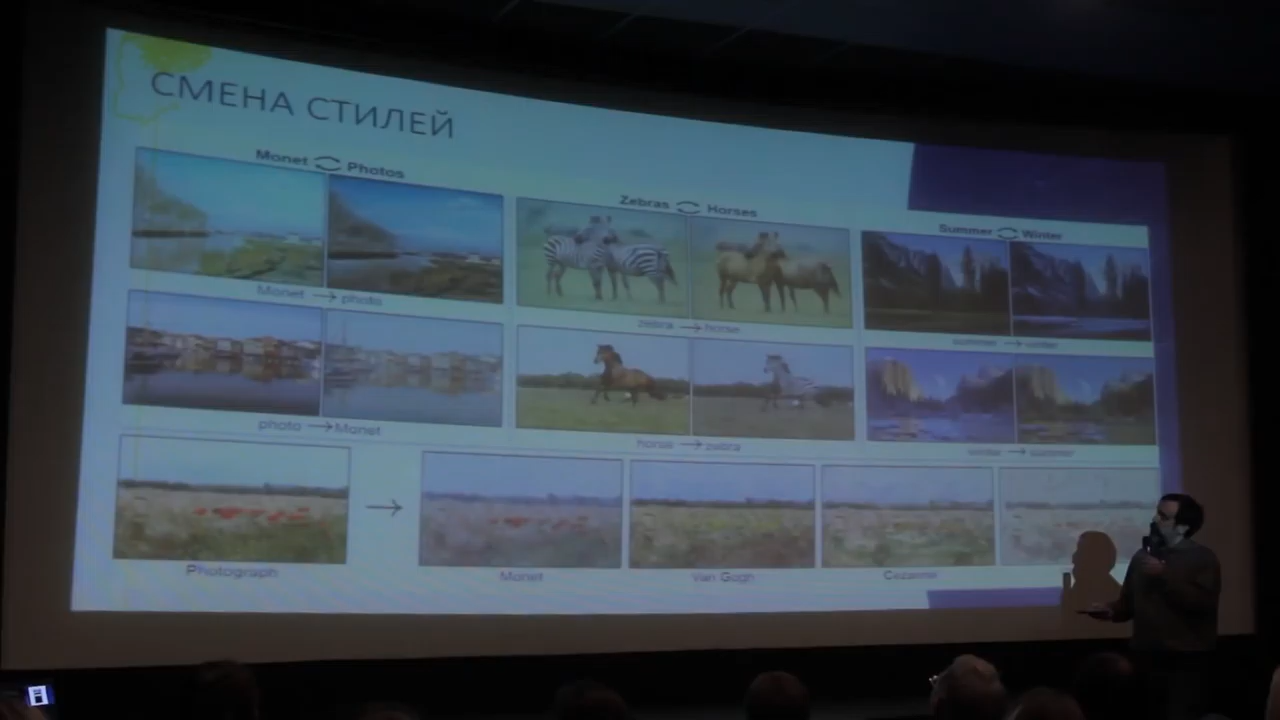 СМЕНА СТИЛЕЙ
Monet Photos
Zebras Horses
Summer Winter
Monet → photo
zebra → horse
summer → winter
photo → Monet
horse → zebra
winter → summer
Photograph
Monet
Van Gogh
Cezanne